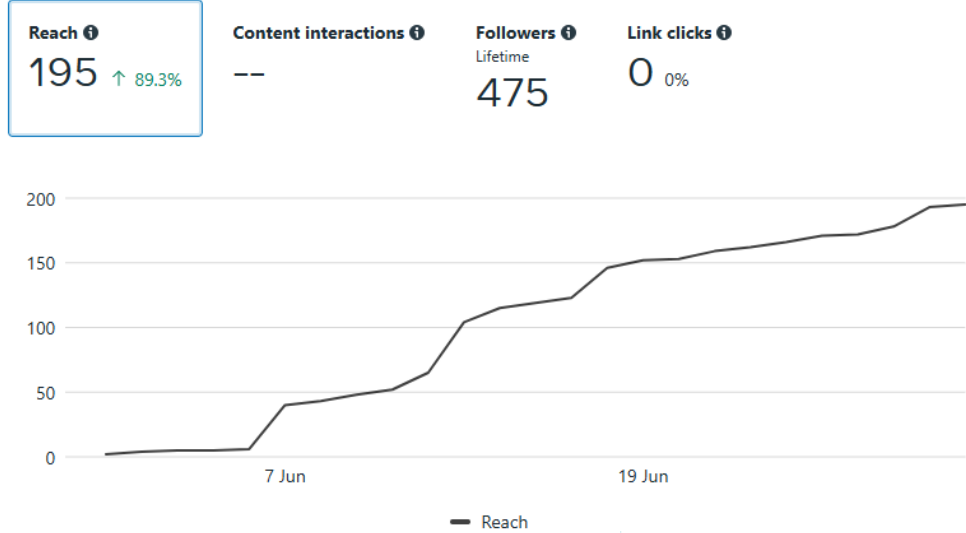 Reach Content interactions Followers Link clicks
Lifetime
195 ↑ 89.3% -- 475 0 0%
200
150
100
50
0
7 Jun 19 Jun
Reach